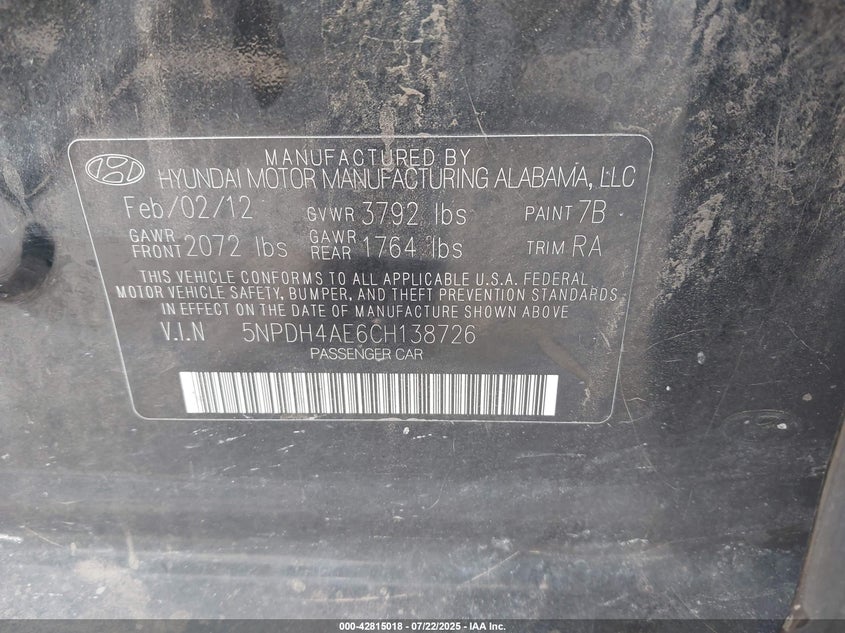 MANUFACTURED BY
HYUNDAI MOTOR MANUFACTURING ALABAMA, LLC
Feb/02/12 GVWR 3792 lbs PAINT 7B
GAWR FRONT 2072 lbs GAWR REAR 1764 lbs TRIM RA
THIS VEHICLE CONFORMS TO ALL APPLICABLE U.S.A. FEDERAL
MOTOR VEHICLE SAFETY, BUMPER, AND THEFT PREVENTION STANDARDS
IN EFFECT ON THE DATE OF MANUFACTURE SHOWN ABOVE
V.I.N 5NPDH4AE6CH138726
PASSENGER CAR
000-42815018 - 07/22/2025 - IAA Inc.